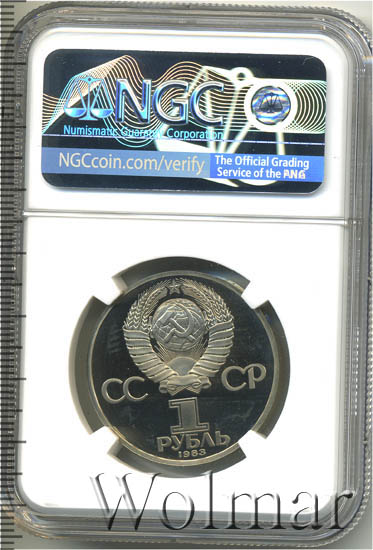 NGC
Numismatic Guaranty Corporation
NGCcoin.com/verify
The Official Grading
Service of the
СС СР
1
РУБЛЬ
1983
Wolmar